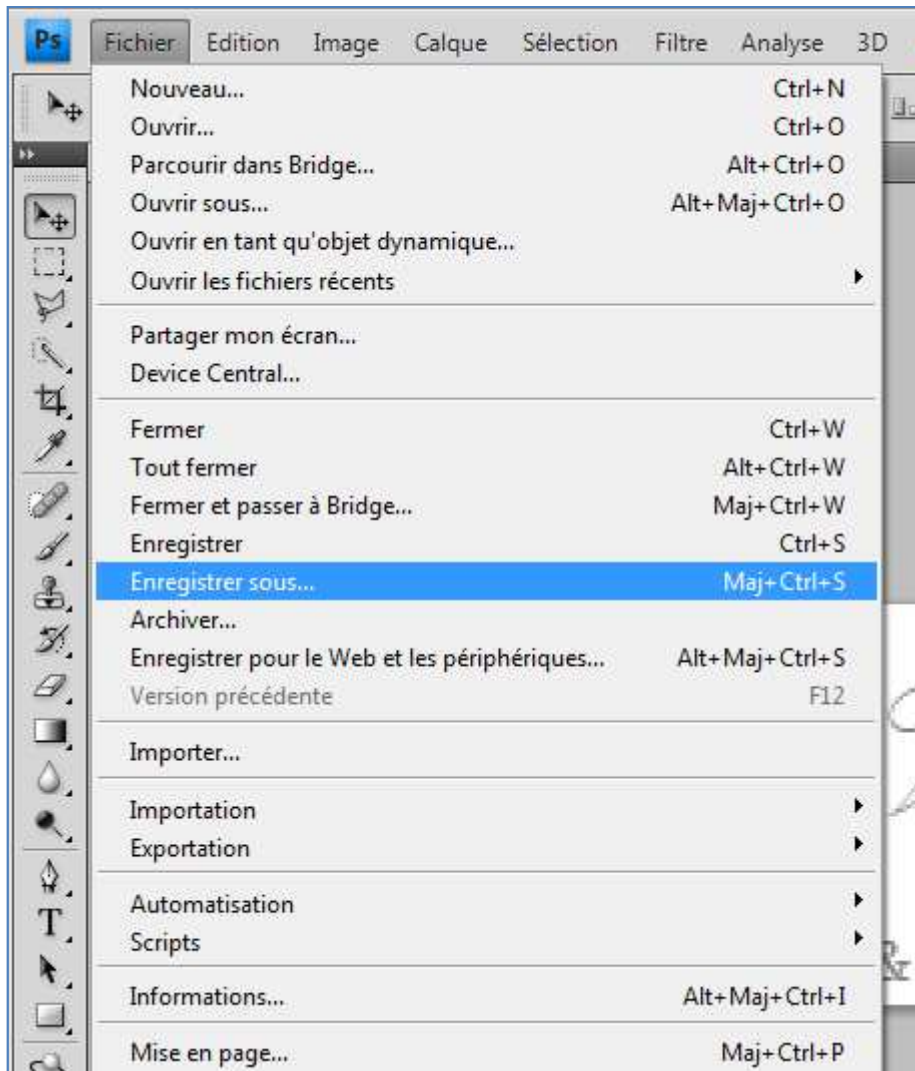 Ps Fichier Edition Image Calque Sélection Filtre Analyse 3D
Nouveau... Ctrl+N
Ouvrir... Ctrl+O
Parcourir dans Bridge... Alt+Ctrl+O
Ouvrir sous... Alt+Maj+Ctrl+O
Ouvrir en tant qu'objet dynamique...
Ouvrir les fichiers récents
Partager mon écran...
Device Central...
Fermer Ctrl+W
Tout fermer Alt+Ctrl+W
Fermer et passer à Bridge... Maj+Ctrl+W
Enregistrer Ctrl+S
Enregistrer sous... Maj+Ctrl+S
Archiver...
Enregistrer pour le Web et les périphériques... Alt+Maj+Ctrl+S
Version précédente F12
Importer...
Importation
Exportation
Automatisation
Scripts
T
&
Informations... Alt+Maj+Ctrl+I
Mise en page... Maj+Ctrl+P